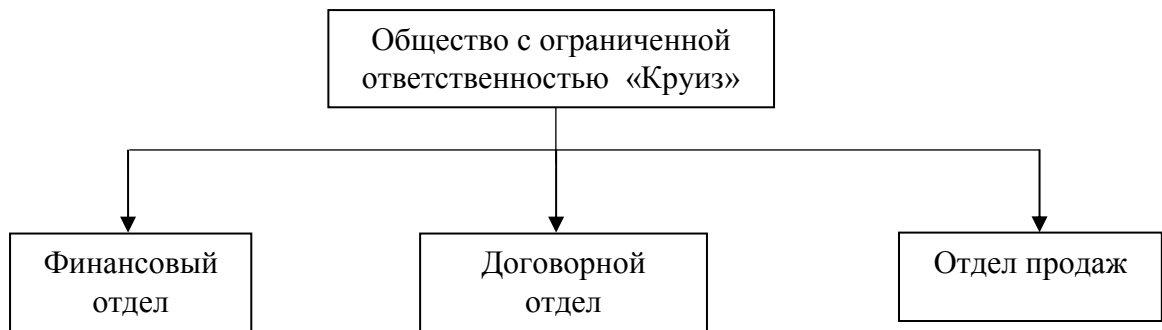 Общество с ограниченной
ответственностью «Круиз»
Финансовый
отдел
Договорной
отдел
Отдел продаж